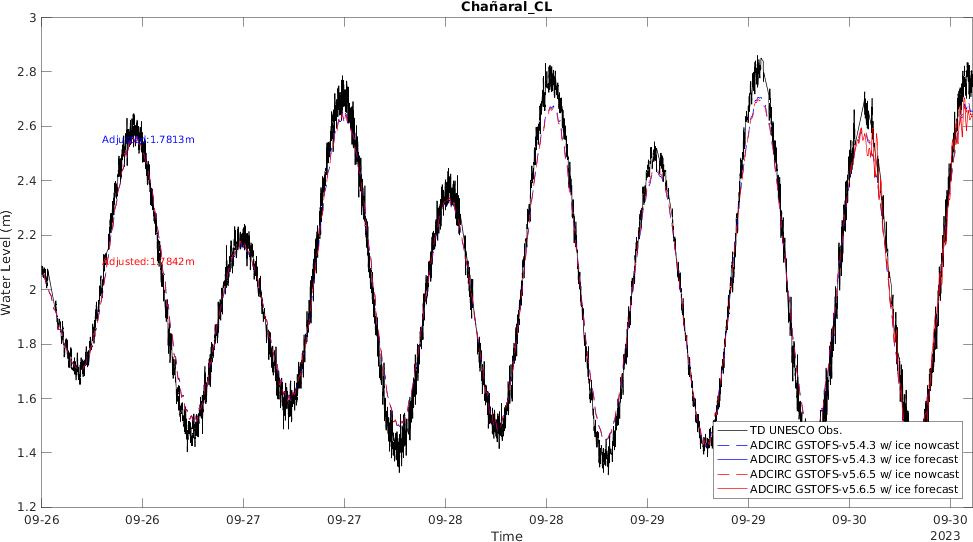 Chañaral_CL
3
2.8
2.6
2.4
2.2
2
1.8
1.6
1.4
1.2
Water Level (m)
Adjusted:1.7813m
Adjusted:1.7842m
TD UNESCO Obs.
ADCIRC GSTOFS-v5.4.3 w/ ice nowcast
ADCIRC GSTOFS-v5.4.3 w/ ice forecast
ADCIRC GSTOFS-v5.6.5 w/ ice nowcast
ADCIRC GSTOFS-v5.6.5 w/ ice forecast
09-26 09-26 09-27 09-27 09-28 09-28 09-29 09-29 09-30 09-30
2023
Time